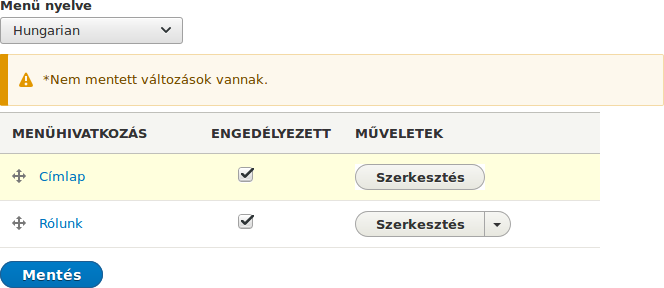 Menü nyelve
Hungarian
*Nem mentett változások vannak.
MENÜHIVATKOZÁS ENGEDÉLYEZETT MŰVELETEK
Címlap Szerkesztés
Rólunk Szerkesztés
Mentés